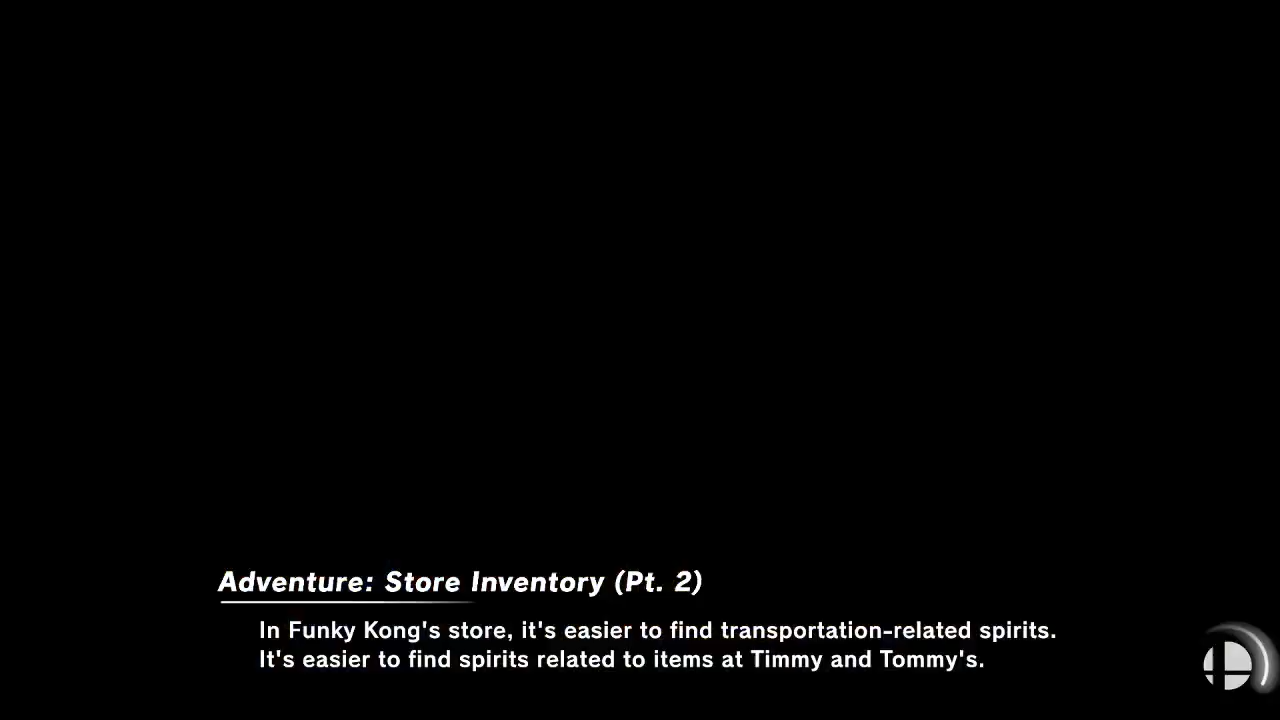 Adventure: Store Inventory (Pt. 2)
In Funky Kong's store, it's easier to find transportation-related spirits.
It's easier to find spirits related to items at Timmy and Tommy's.